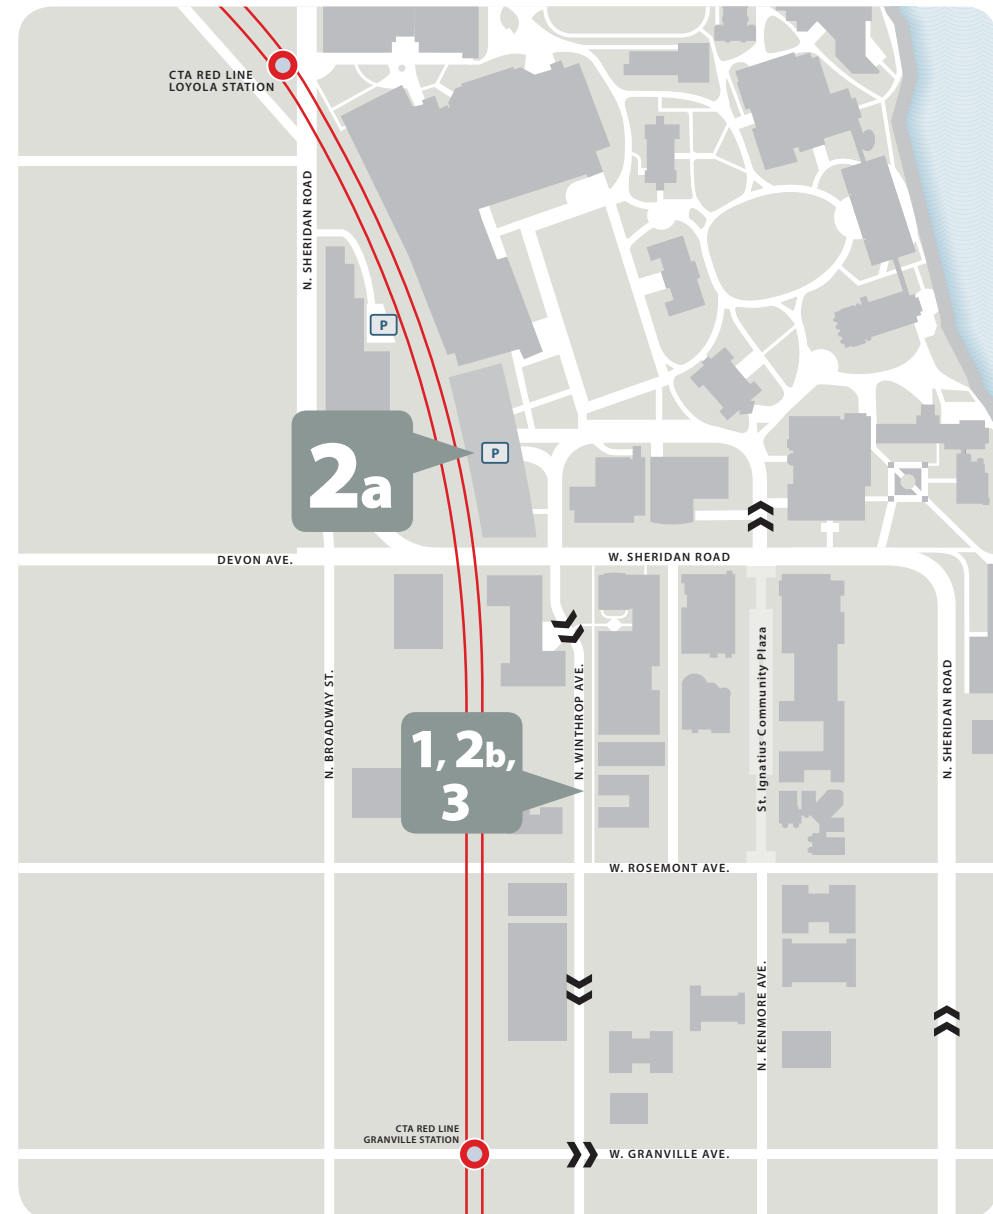 CTA RED LINE
LOYOLA STATION
N. SHERIDAN ROAD
P
2a
P
DEVON AVE.
W. SHERIDAN ROAD
N. BROADWAY ST.
N. WINTHROP AVE.
St. Ignatius Community Plaza
N. SHERIDAN ROAD
1, 2b,
3
W. ROSEMONT AVE.
N. KENMORE AVE.
CTA RED LINE
GRANVILLE STATION
W. GRANVILLE AVE.